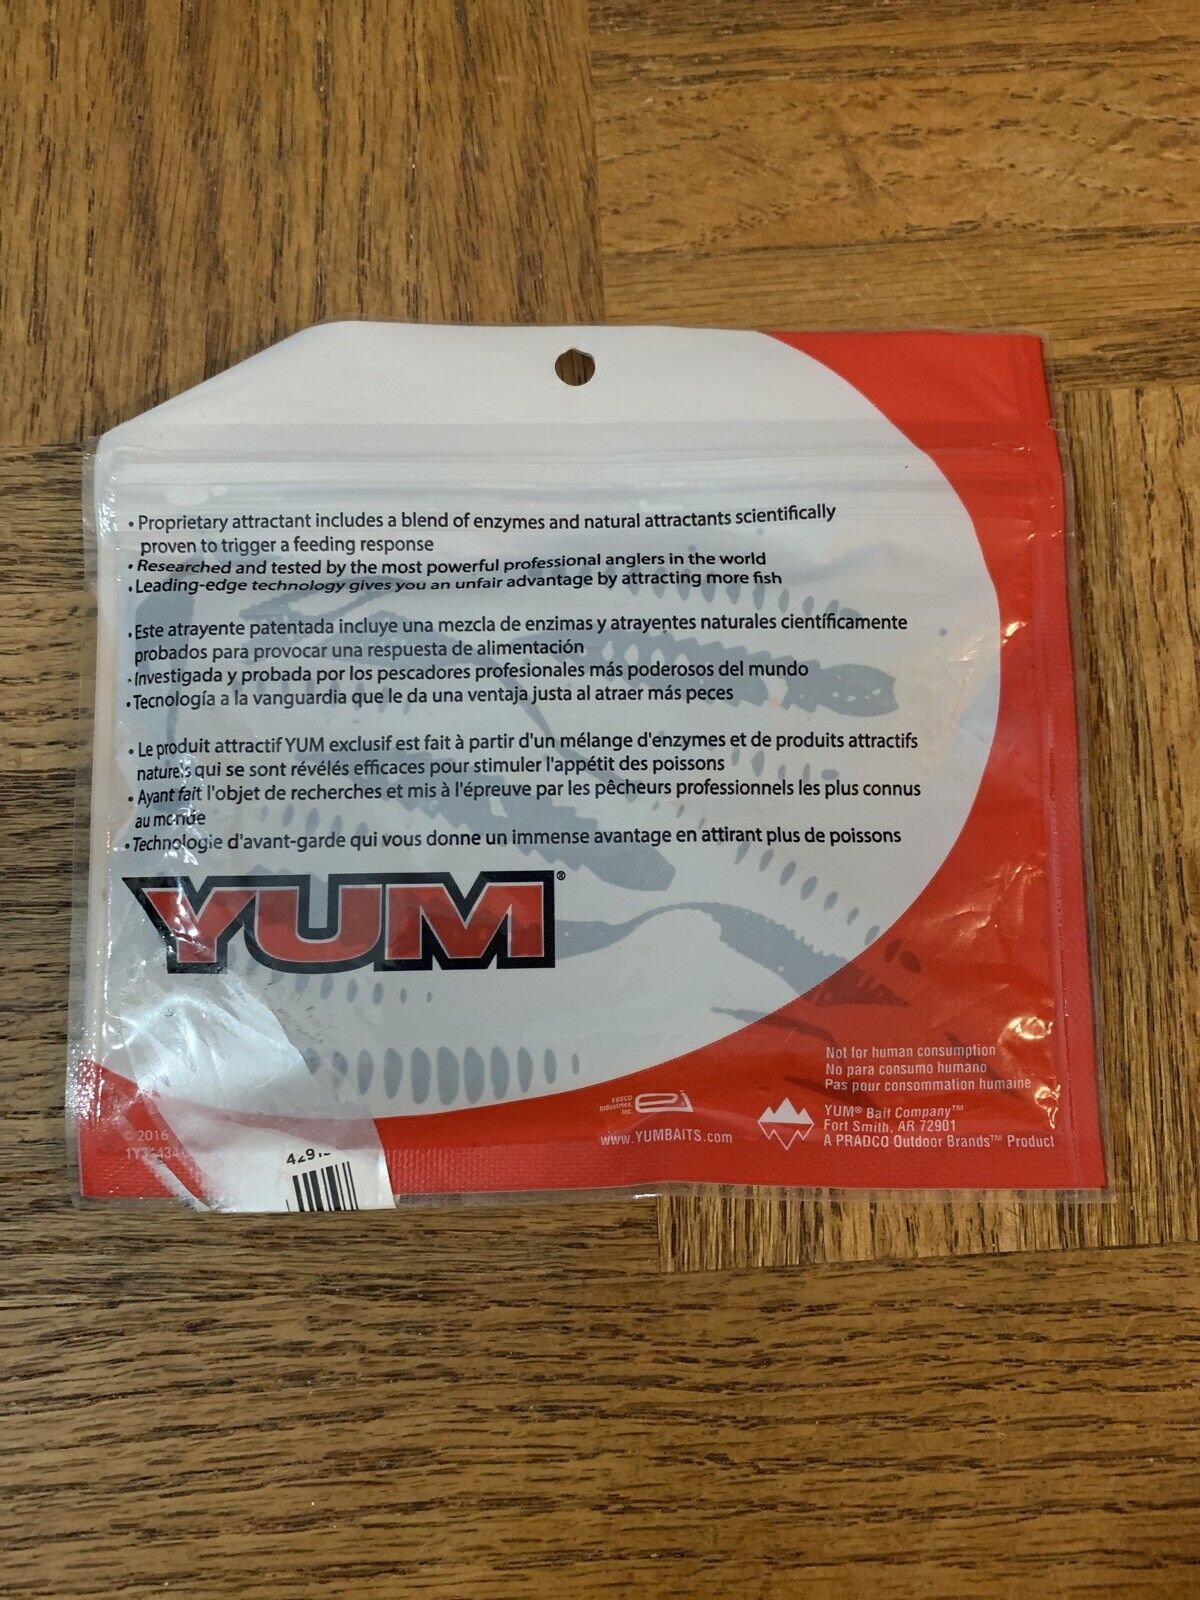 • Proprietary attractant includes a blend of enzymes and natural attractants scientifically
proven to trigger a feeding response
• Researched and tested by the most powerful professional anglers in the world
• Leading-edge technology gives you an unfair advantage by attracting more fish
• Este atrayente patentada incluye una mezcla de enzimas y atrayentes naturales científicamente
probados para provocar una respuesta de alimentación
• Investigada y probada por los pescadores profesionales más poderosos del mundo
• Tecnología a la vanguardia que le da una ventaja justa al atraer más peces
• Le produit attractif YUM exclusif est fait à partir d'un mélange d'enzymes et de produits attractifs
naturels qui se sont révélés efficaces pour stimuler l'appétit des poissons
• Ayant fait l'objet de recherches et mis à l'épreuve par les pêcheurs professionnels les plus connus
au monde
• Technologie d'avant-garde qui vous donne un immense avantage en attirant plus de poissons
YUM®
Not for human consumption
No para consumo humano
Pas pour consommation humaine
EBSCO
Industries,
Inc.
www.YUMBAITS.com
YUM® Bait Company™
Fort Smith, AR 72901
A PRADCO Outdoor Brands™ Product
© 2016